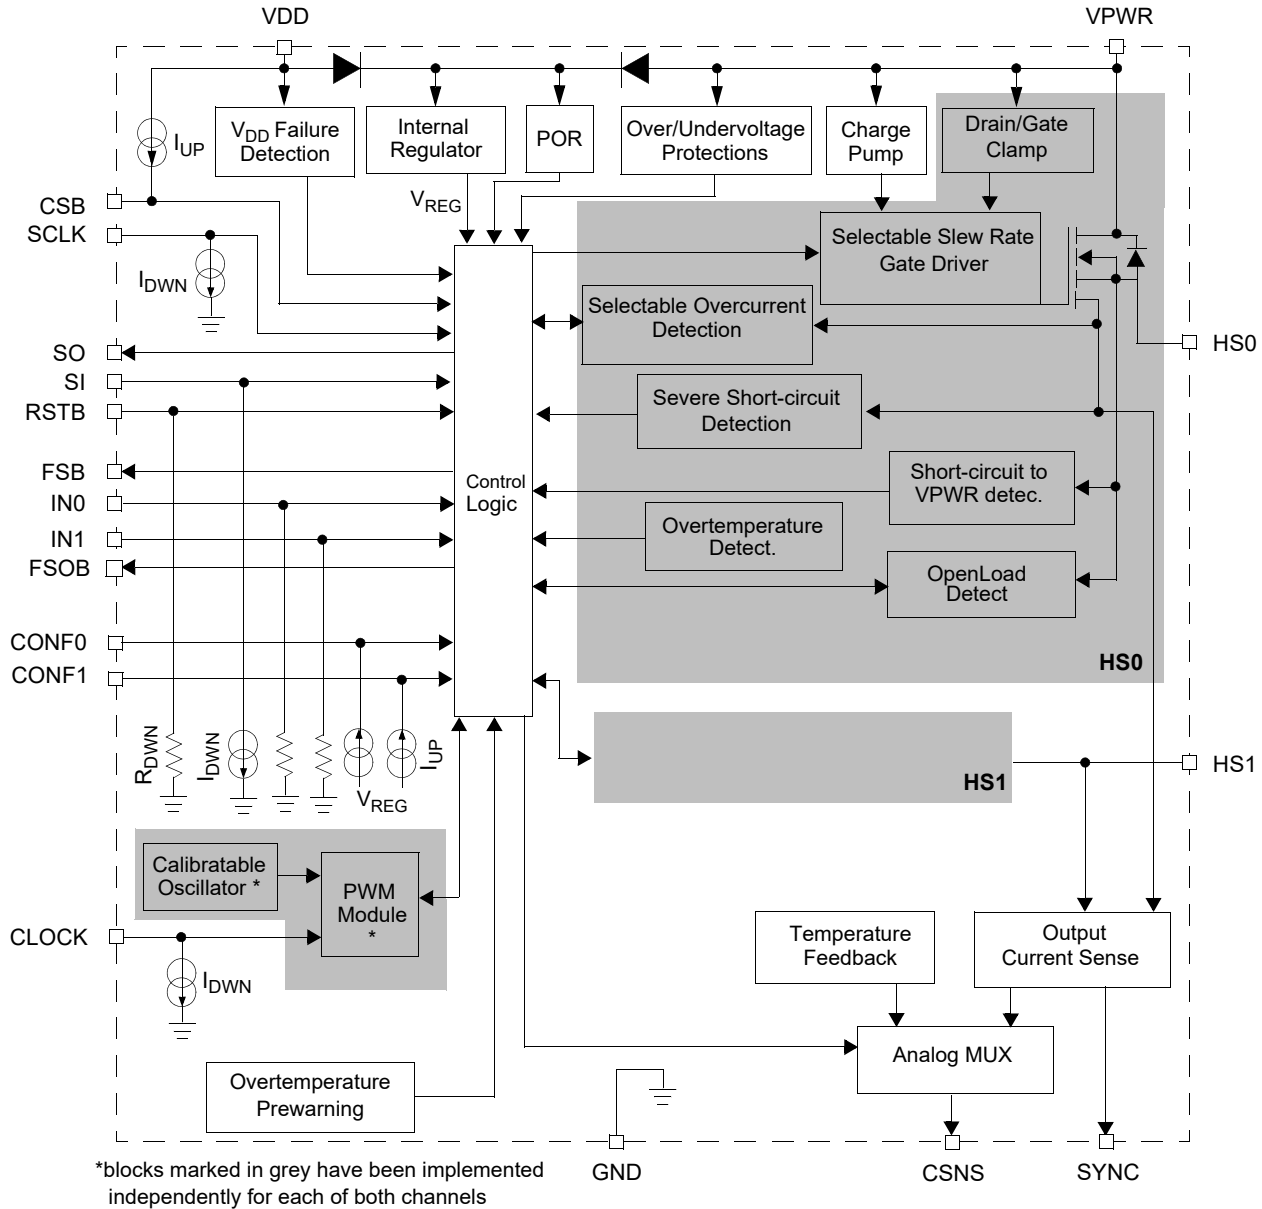 VDD
VPWR
VDD Failure
Detection
Internal
Regulator
POR
Over/Undervoltage
Protections
Charge
Pump
Drain/Gate
Clamp
IUP
VREG
CSB
SCLK
IDWN
Selectable Slew Rate
Gate Driver
Selectable Overcurrent
Detection
HS0
SO
SI
RSTB
Severe Short-circuit
Detection
FSB
IN0
IN1
FSOB
Control
Logic
Short-circuit to
VPWR detec.
Overtemperature
Detect.
OpenLoad
Detect
CONF0
CONF1
HS0
RDWN
IDWN
IUP
VREG
HS1
HS1
Calibratable
Oscillator *
PWM
Module
*
CLOCK
IDWN
Temperature
Feedback
Output
Current Sense
Analog MUX
Overtemperature
Prewarning
GND
CSNS
SYNC
*blocks marked in grey have been implemented
independently for each of both channels